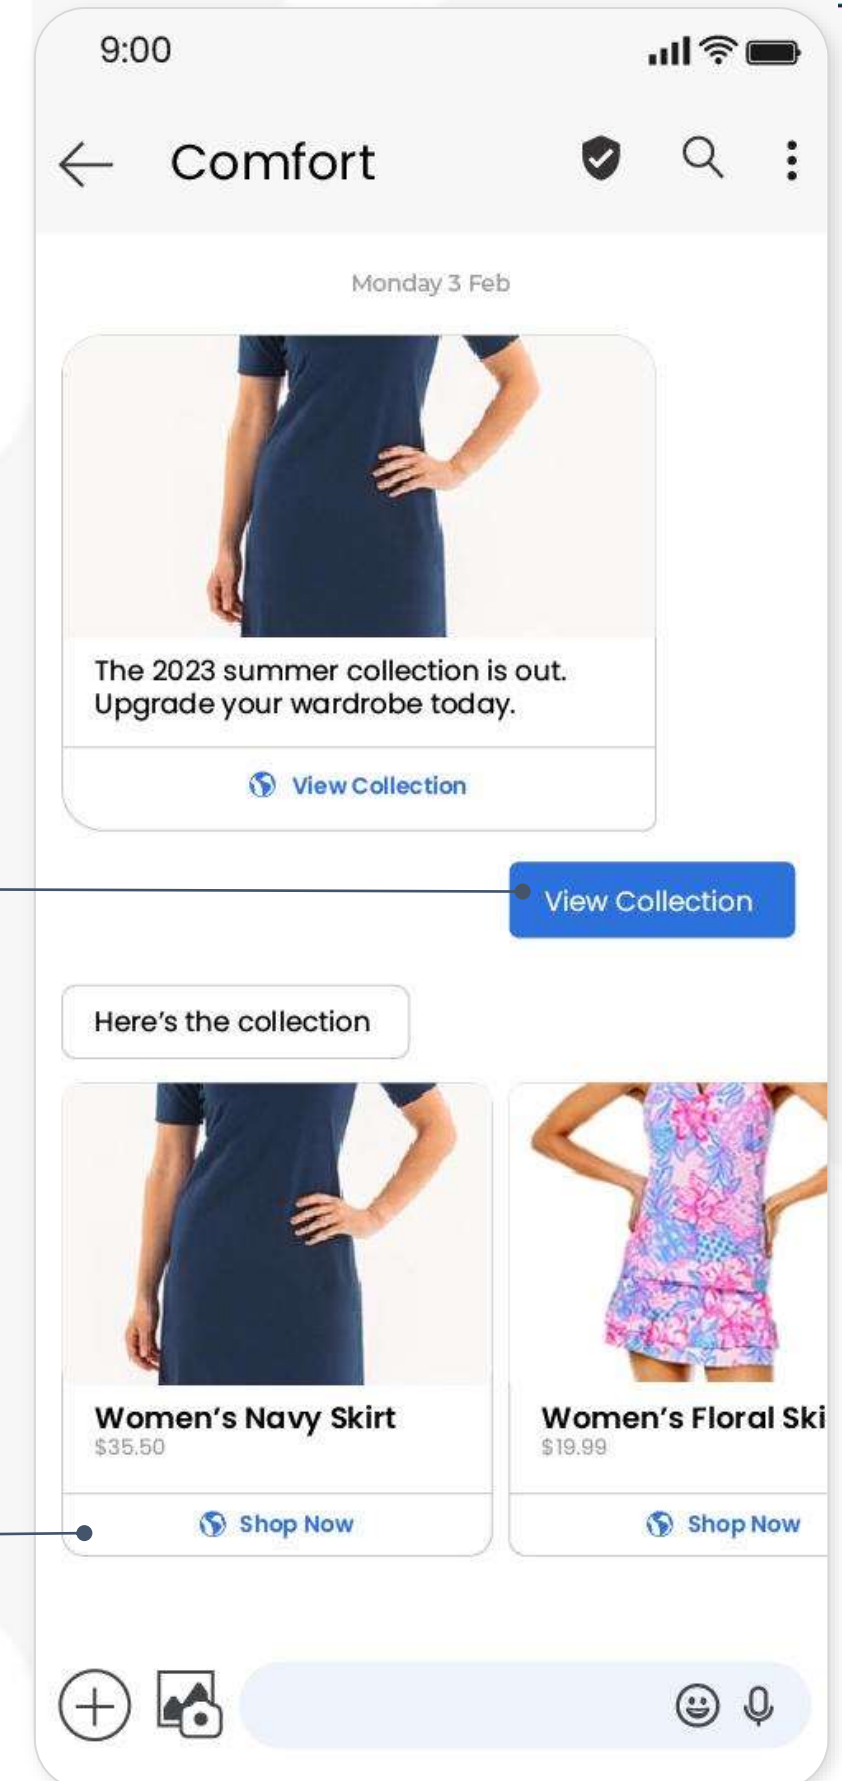 9:00
Comfort
Monday 3 Feb
The 2023 summer collection is out.
Upgrade your wardrobe today.
View Collection
View Collection
Here's the collection
Women's Navy Skirt
$35.50
Shop Now
Women's Floral Ski
$19.99
Shop Now